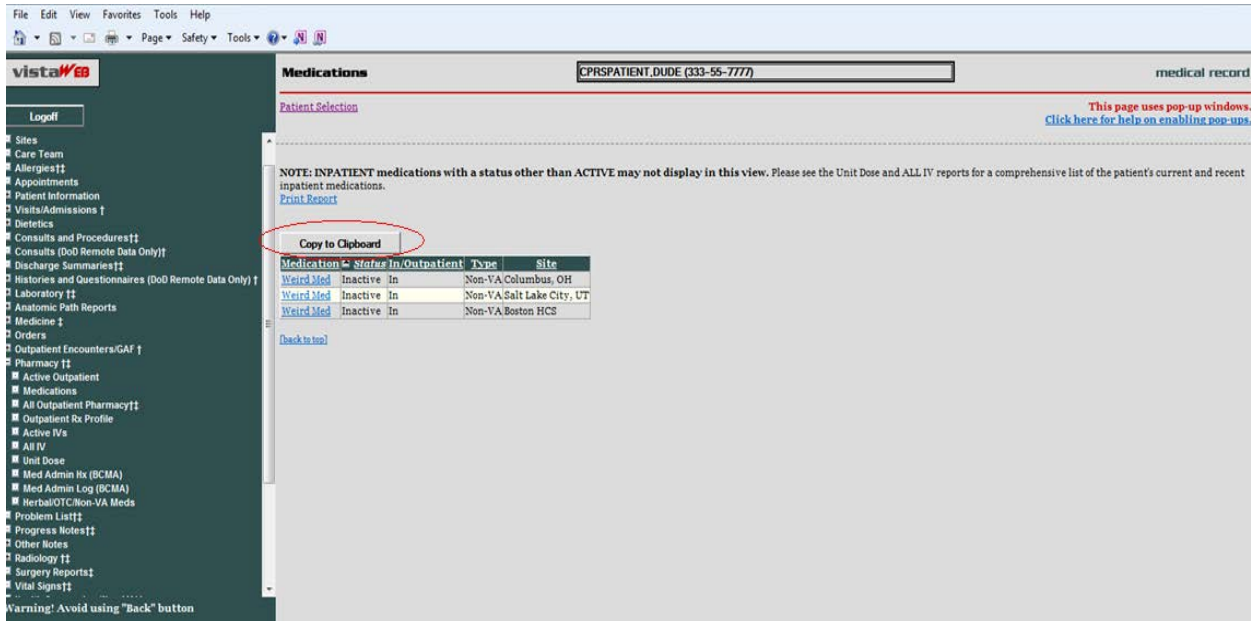 File Edit View Favorites Tools Help
Page Safety Tools
vistaWEB
Logoff
Sites
Care Team
Allergies†‡
Appointments
Patient Information
Visits/Admissions †
Dietetics
Consults and Procedures†‡
Consults (DoD Remote Data Only)†
Discharge Summaries†‡
Histories and Questionnaires (DoD Remote Data Only) †
Laboratory †‡
Anatomic Path Reports
Medicine ‡
Orders
Outpatient Encounters/GAF †
Pharmacy †‡
Active Outpatient
Medications
All Outpatient Pharmacy†‡
Outpatient Rx Profile
Active IVs
All IV
Unit Dose
Med Admin Hx (BCMA)
Med Admin Log (BCMA)
Herbal/OTC/Non-VA Meds
Problem List†‡
Progress Notes†‡
Other Notes
Radiology †‡
Surgery Reports‡
Vital Signs†‡
Warning! Avoid using "Back" button
Medications CPRSPATIENT,DUDE (333-55-7777) medical record
Patient Selection
This page uses pop-up windows.
Click here for help on enabling pop-ups.
NOTE: INPATIENT medications with a status other than ACTIVE may not display in this view. Please see the Unit Dose and ALL IV reports for a comprehensive list of the patient's current and recent
inpatient medications.
Print Report
Copy to Clipboard
Medication Status In/Outpatient Type Site
Weird Med Inactive In Non-VA Columbus, OH
Weird Med Inactive In Non-VA Salt Lake City, UT
Weird Med Inactive In Non-VA Boston HCS
[back to top]